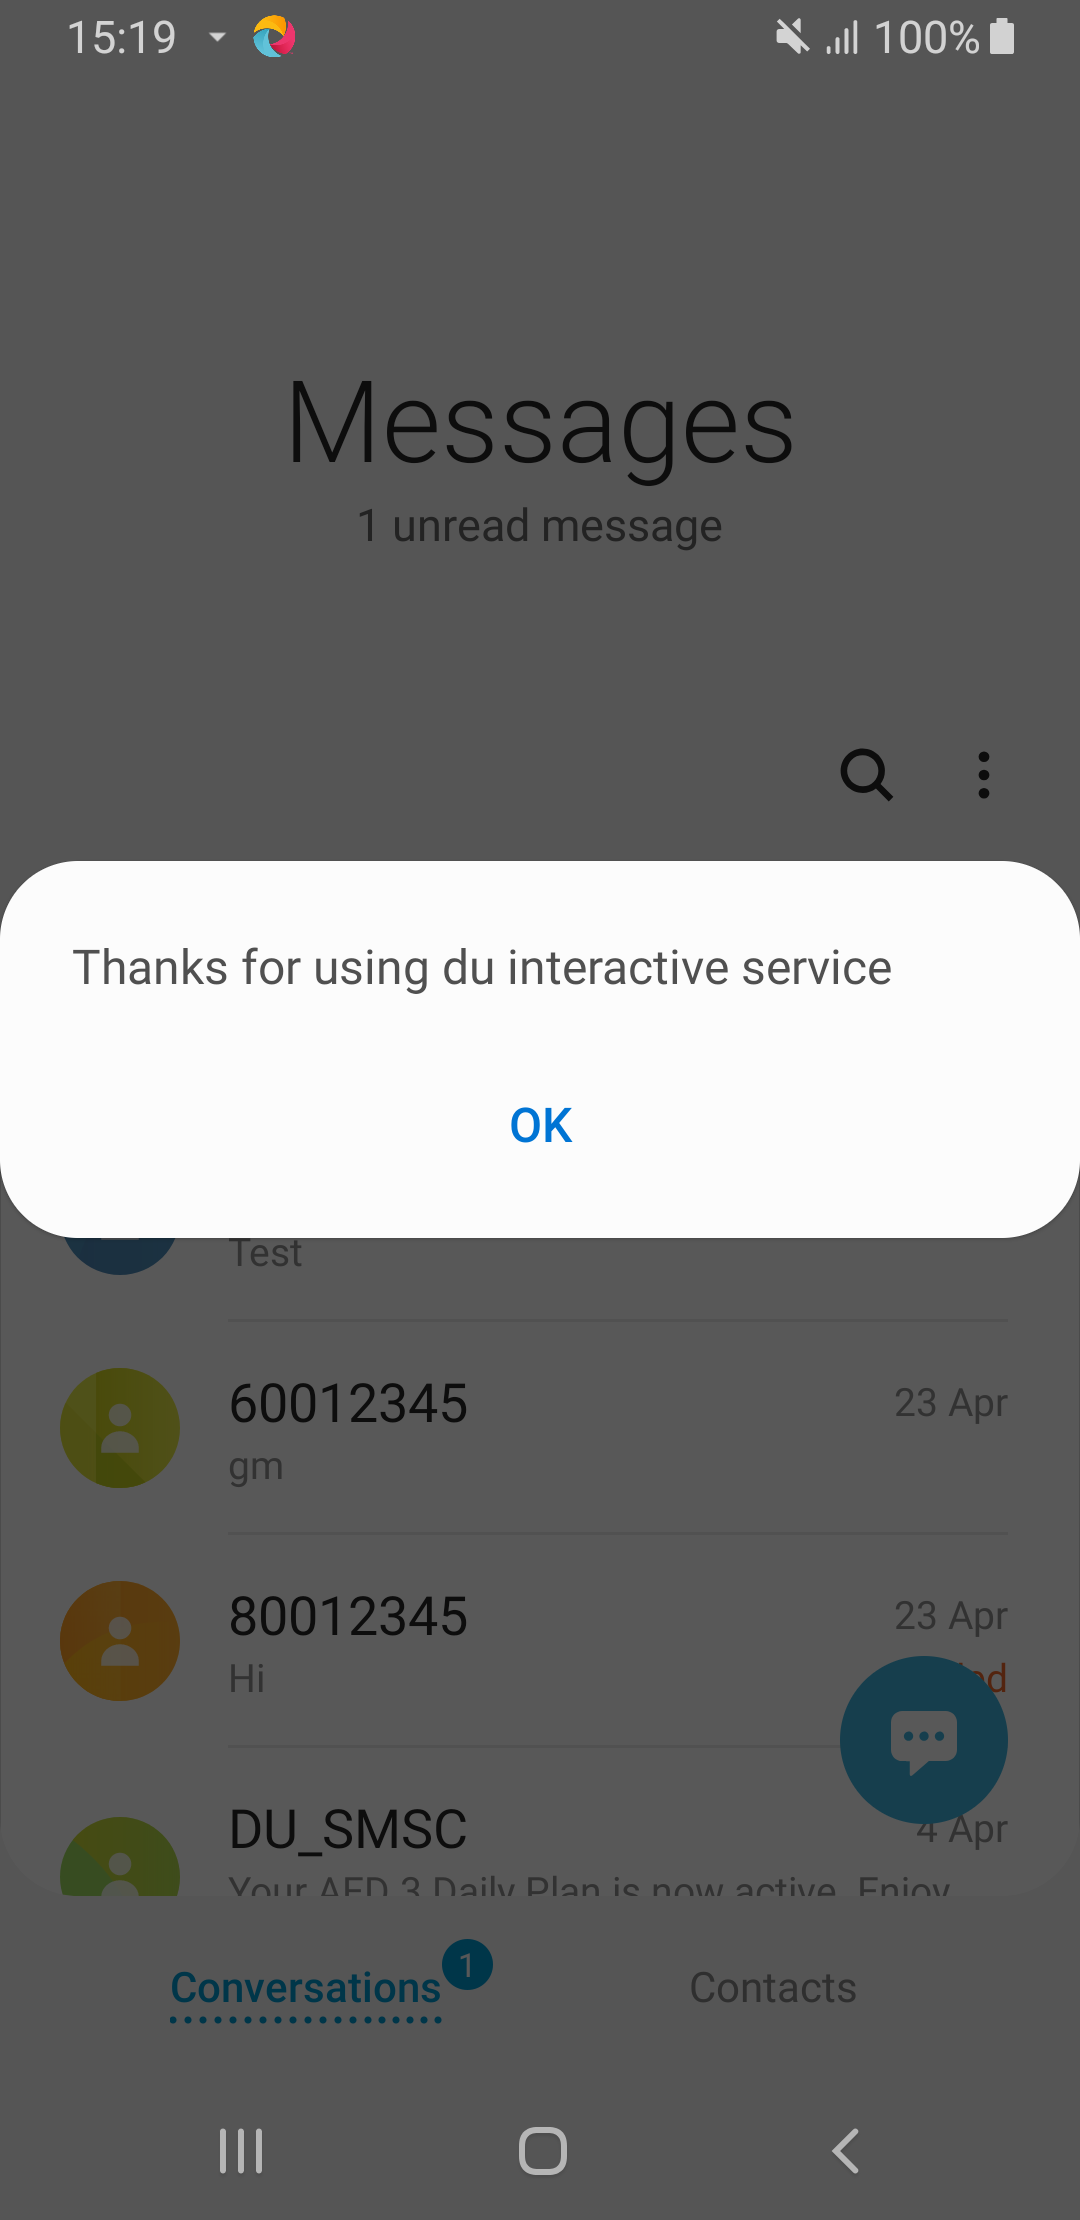 15:19
100%
Messages
1 unread message
Thanks for using du interactive service
OK
Test
60012345
23 Apr
gm
80012345
23 Apr
Hi
DU_SMSC
4 Apr
Your AED 3 Daily Plan is now active. Enjoy
Conversations
1
Contacts